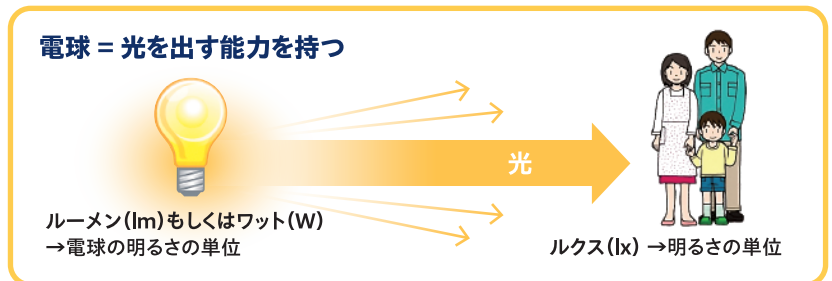 電球 = 光を出す能力を持つ
光
ルーメン(lm)もしくはワット(W)
→電球の明るさの単位
ルクス(lx) →明るさの単位